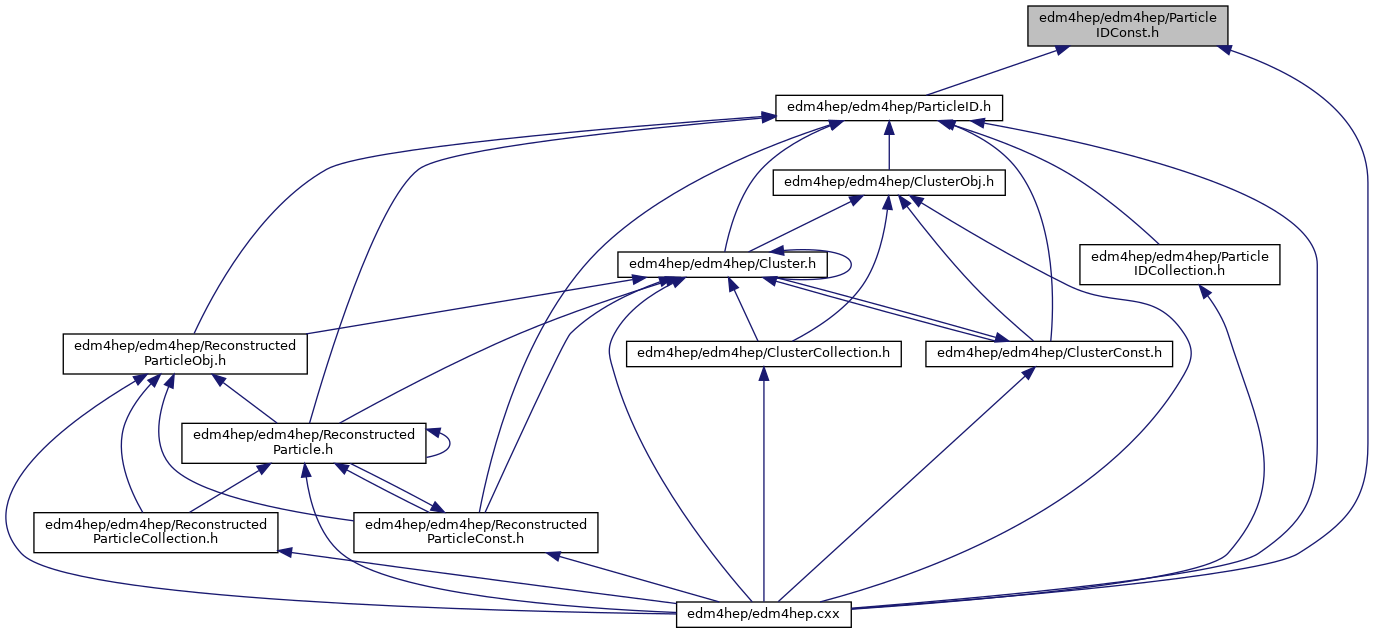 edm4hep/edm4hep/Particle
IDConst.h
edm4hep/edm4hep/ParticleID.h
edm4hep/edm4hep/ClusterObj.h
edm4hep/edm4hep/Cluster.h
edm4hep/edm4hep/Particle
IDCollection.h
edm4hep/edm4hep/Reconstructed
ParticleObj.h
edm4hep/edm4hep/ClusterCollection.h
edm4hep/edm4hep/ClusterConst.h
edm4hep/edm4hep/Reconstructed
Particle.h
edm4hep/edm4hep/Reconstructed
ParticleCollection.h
edm4hep/edm4hep/Reconstructed
ParticleConst.h
edm4hep/edm4hep.cxx